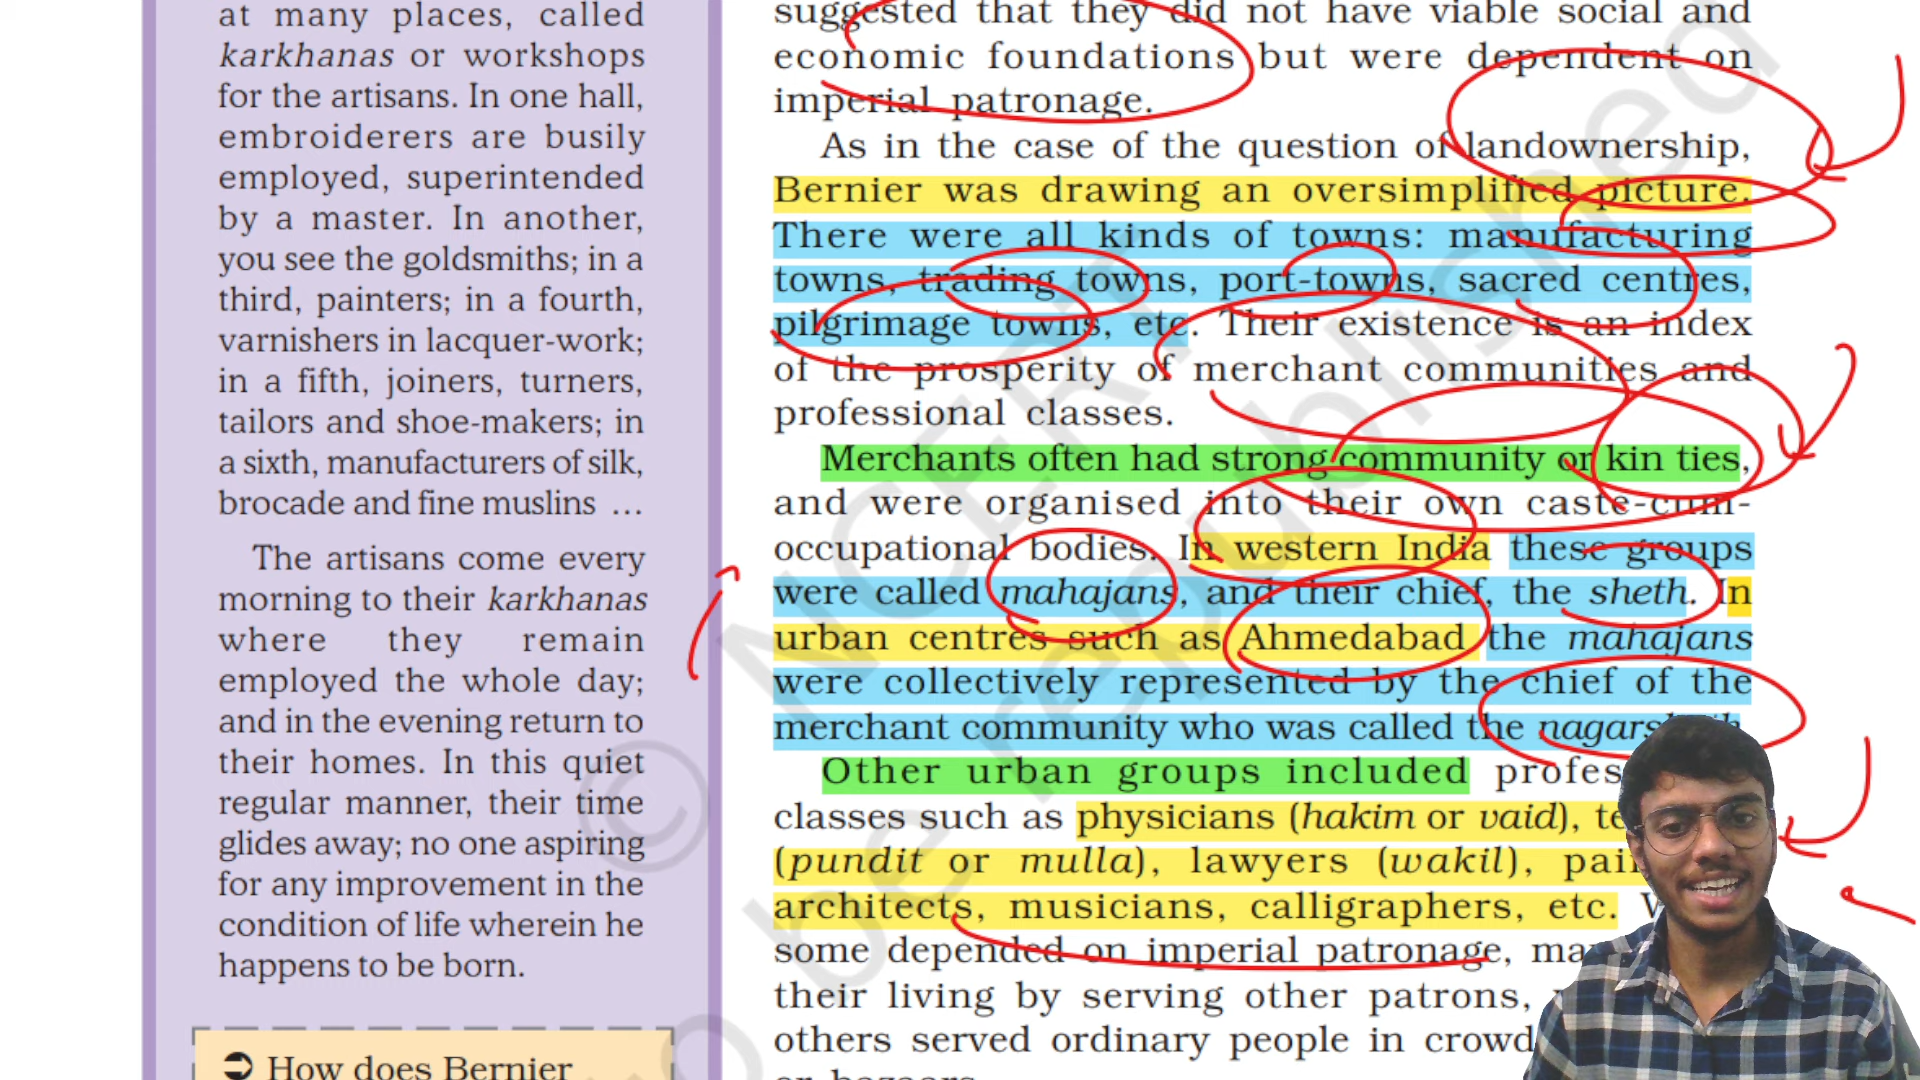 at many places, called
karkhanas or workshops
for the artisans. In one hall,
embroiderers are busily
employed, superintended
by a master. In another,
you see the goldsmiths; in a
third, painters; in a fourth,
varnishers in lacquer-work;
in a fifth, joiners, turners,
tailors and shoe-makers; in
a sixth, manufacturers of silk,
brocade and fine muslins ...
The artisans come every
morning to their karkhanas
where they remain
employed the whole day;
and in the evening return to
their homes. In this quiet
regular manner, their time
glides away; no one aspiring
for any improvement in the
condition of life wherein he
happens to be born.
How does Bernier
suggested that they did not have viable social and
economic foundations but were dependent on
imperial patronage.
As in the case of the question of landownership,
Bernier was drawing an oversimplified picture.
There were all kinds of towns: manufacturing
towns, trading towns, port-towns, sacred centres,
pilgrimage towns, etc. Their existence is an index
of the prosperity of merchant communities and
professional classes.
Merchants often had strong community or kin ties,
and were organised into their own caste-cum-
occupational bodies. In western India these groups
were called mahajans, and their chief, the sheth. In
urban centres such as Ahmedabad the mahajans
were collectively represented by the chief of the
merchant community who was called the
Other urban groups included
classes such as physicians (hakim or vaid),
(pundit or mulla), lawyers (wakil),
architects, musicians, calligraphers, etc.
some depended on imperial patronage,
their living by serving other patrons,
others served ordinary people in
or bazaars
© NCERT
be republished